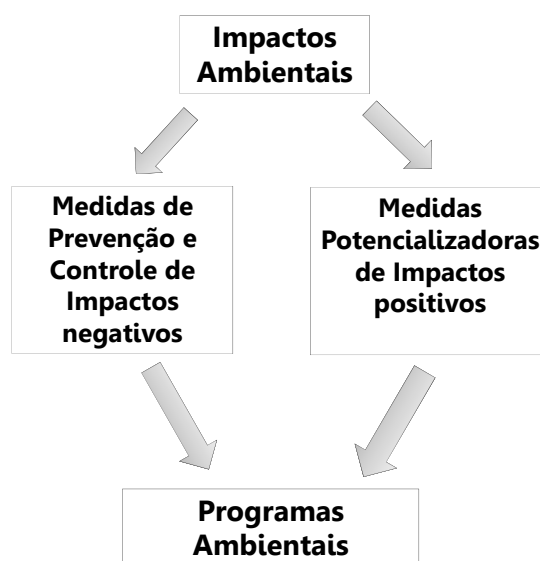 Impactos
Ambientais
Medidas de
Prevenção e
Controle de
Impactos
negativos
Medidas
Potencializadoras
de Impactos
positivos
Programas
Ambientais